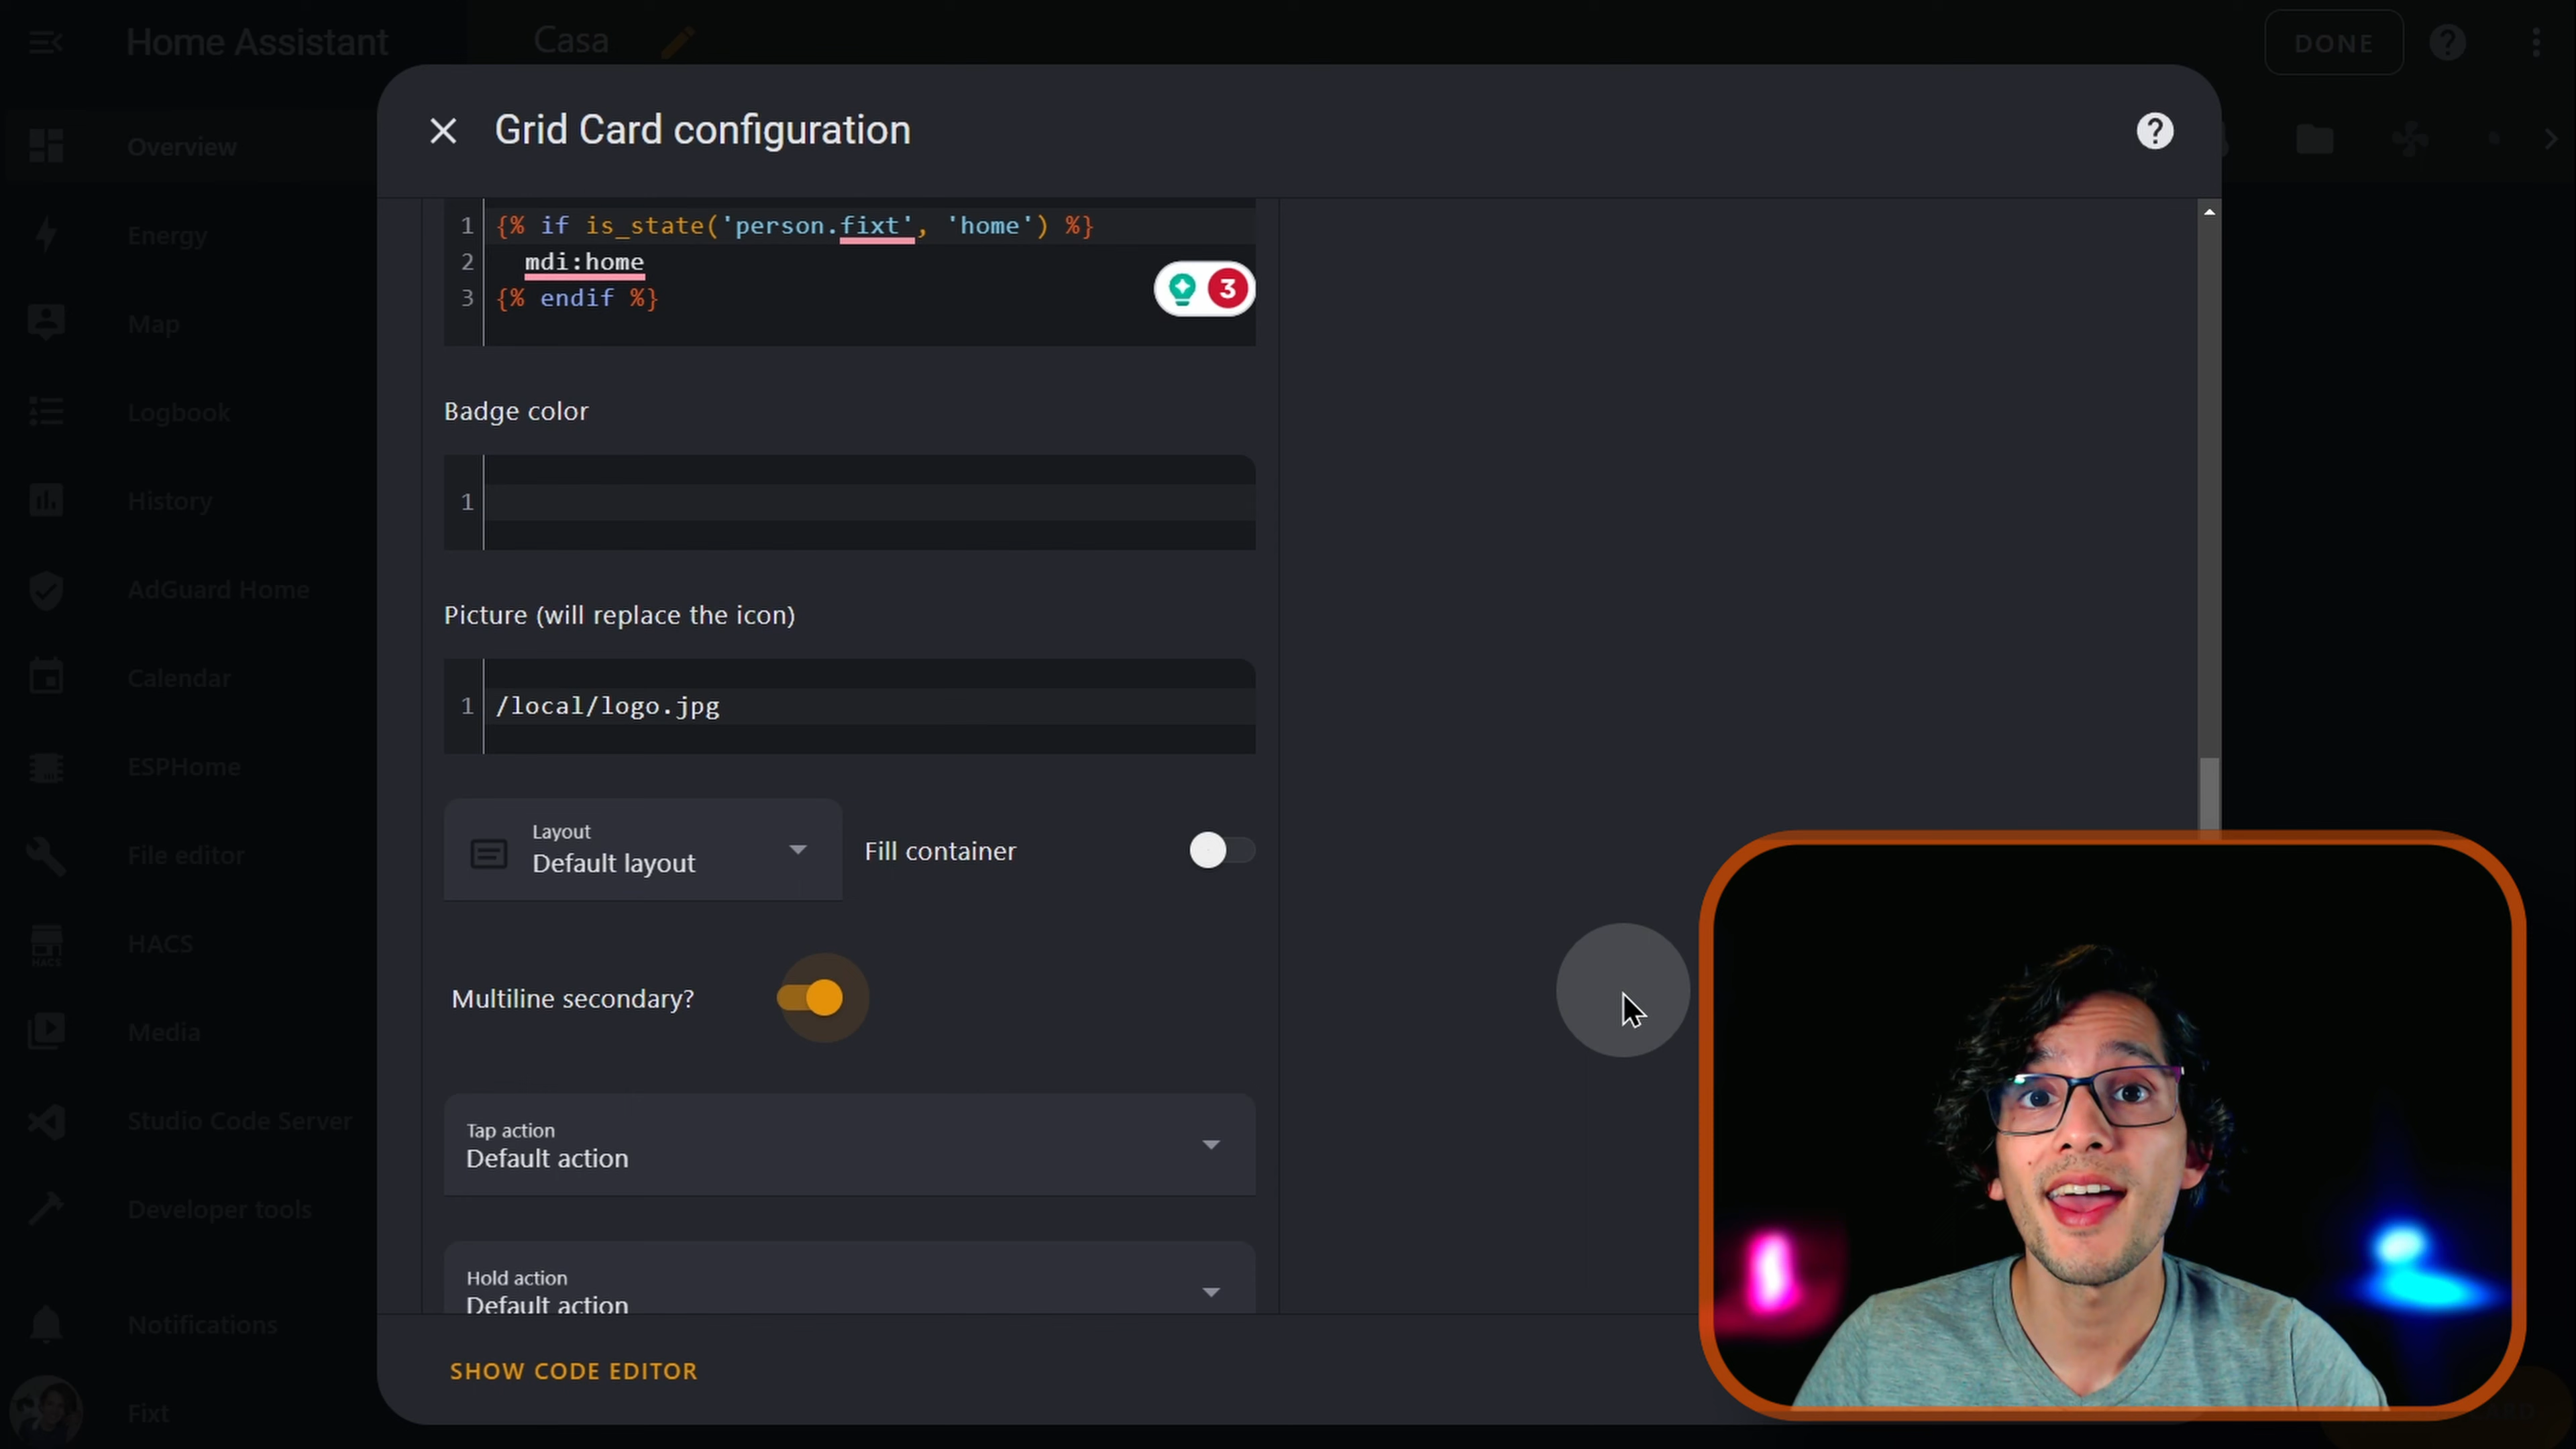 Home Assistant
Casa
DONE
Overview
Energy
Map
Logbook
History
AdGuard Home
Calendar
ESPHome
File editor
HACS
HACS
Media
Studio Code Server
Developer tools
Notifications
Fixt
Grid Card configuration
1 {% if is_state('person.fixt', 'home') %}
2 mdi:home
3 {% endif %}
3
Badge color
1
Picture (will replace the icon)
1 /local/logo.jpg
Layout
Default layout
Fill container
Multiline secondary?
Tap action
Default action
Hold action
Default action
SHOW CODE EDITOR